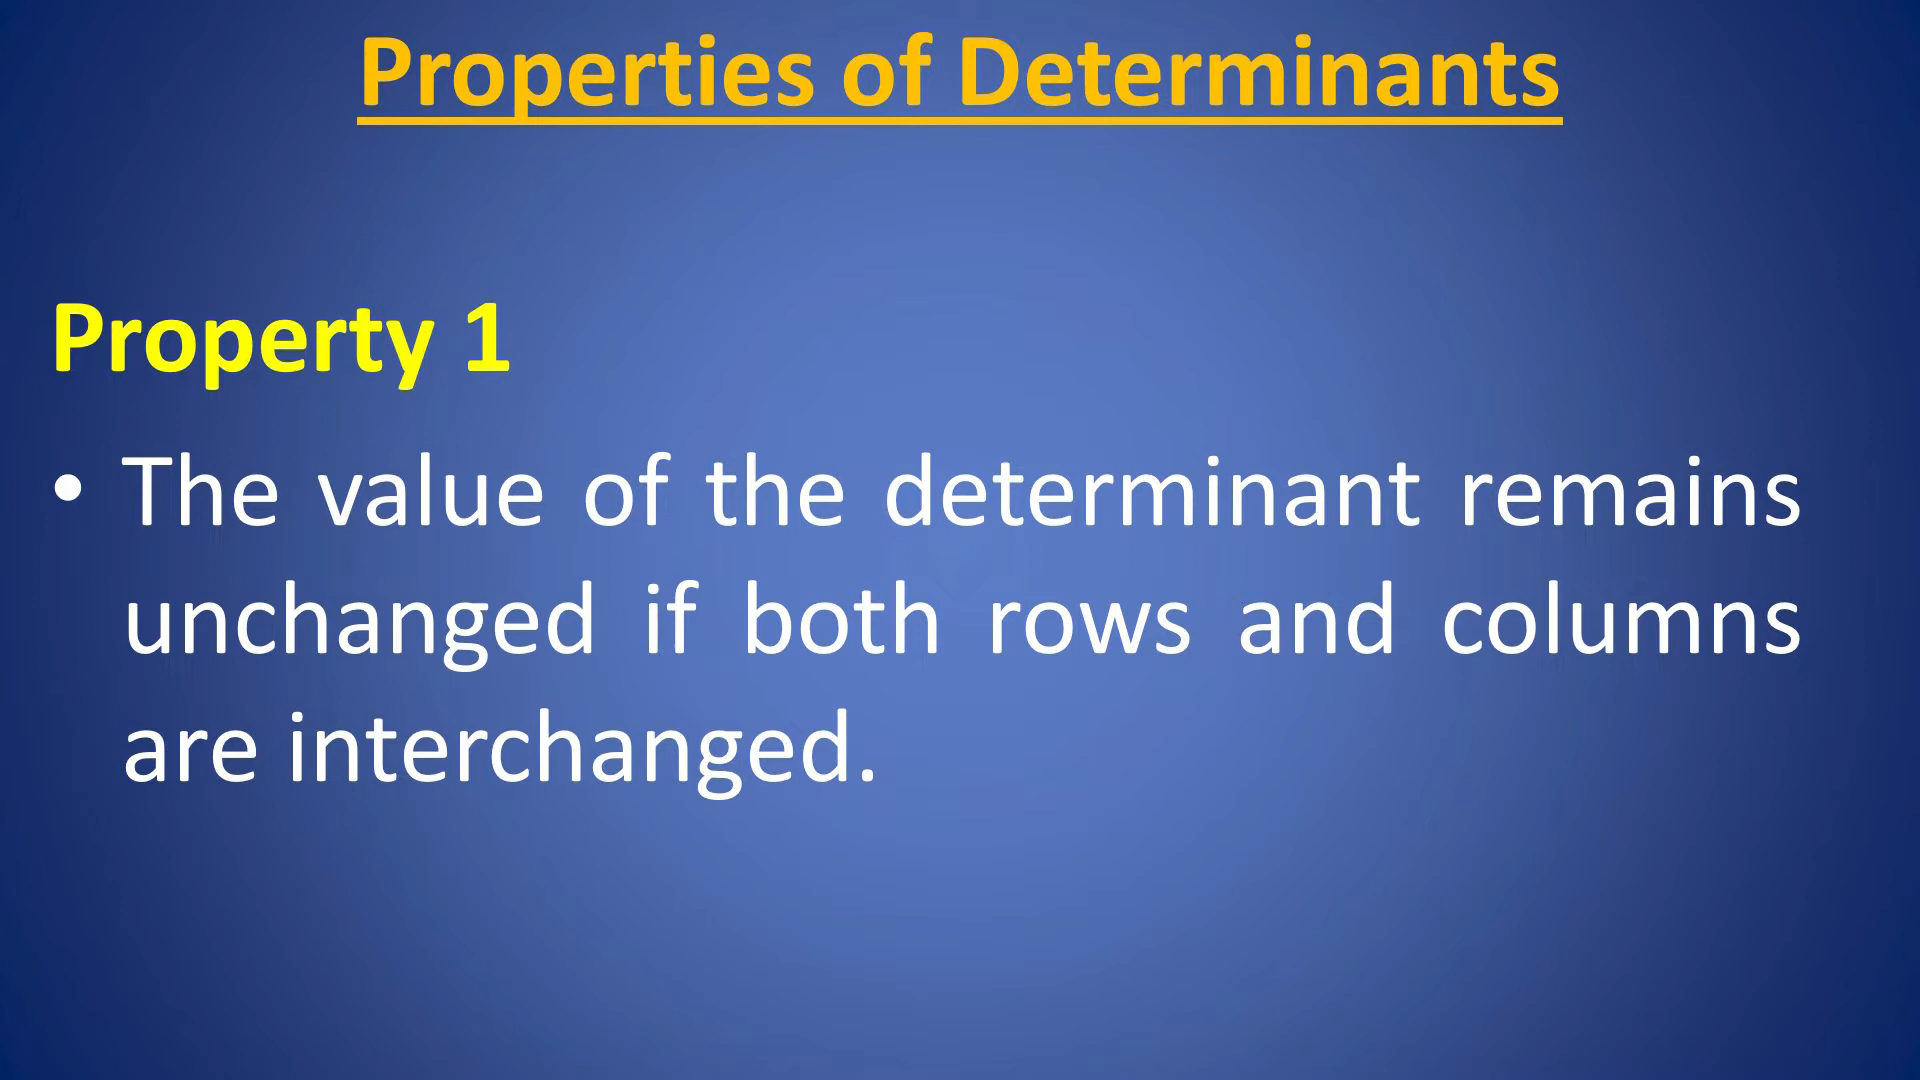 Properties of Determinants
Property 1
• The value of the determinant remains
unchanged if both rows and columns
are interchanged.